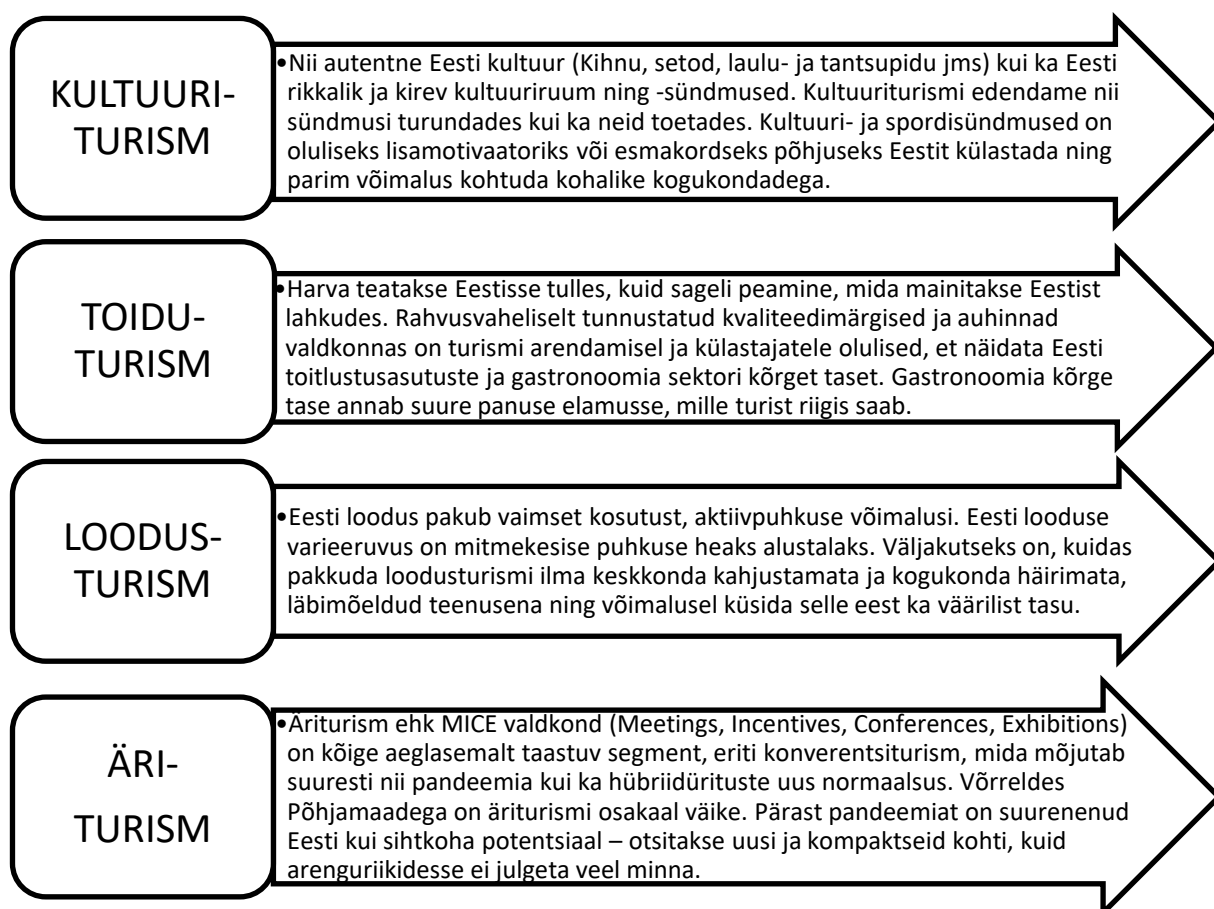 KULTUURI-
TURISM
•Nii autentne Eesti kultuur (Kihnu, setod, laulu- ja tantsupidu jms) kui ka Eesti
rikkalik ja kirev kultuuriruum ning -sündmused. Kultuuriturismi edendame nii
sündmusi turundades kui ka neid toetades. Kultuuri- ja spordisündmused on
oluliseks lisamotivaatoriks või esmakordseks põhjuseks Eestit külastada ning
parim võimalus kohtuda kohalike kogukondadega.
TOIDU-
TURISM
•Harva teatakse Eestisse tulles, kuid sageli peamine, mida mainitakse Eestist
lahkudes. Rahvusvaheliselt tunnustatud kvaliteedimärgised ja auhinnad
valdkonnas on turismi arendamisel ja külastajatele olulised, et näidata Eesti
toitlustusasutuste ja gastronoomia sektori kõrget taset. Gastronoomia kõrge
tase annab suure panuse elamusse, mille turist riigis saab.
LOODUS-
TURISM
•Eesti loodus pakub vaimset kosutust, aktiivpuhkuse võimalusi. Eesti looduse
varieeruvus on mitmekesise puhkuse heaks alustalaks. Väljakutseks on, kuidas
pakkuda loodusturismi ilma keskkonda kahjustamata ja kogukonda häirimata,
läbimõeldud teenusena ning võimalusel küsida selle eest ka väärilist tasu.
ÄRI-
TURISM
•Äriturism ehk MICE valdkond (Meetings, Incentives, Conferences, Exhibitions)
on kõige aeglasemalt taastuv segment, eriti konverentsiturism, mida mõjutab
suuresti nii pandeemia kui ka hübriidürituste uus normaalsus. Võrreldes
Põhjamaadega on äriturismi osakaal väike. Pärast pandeemiat on suurenenud
Eesti kui sihtkoha potentsiaal – otsitakse uusi ja kompaktseid kohti, kuid
arenguriikidesse ei julgeta veel minna.